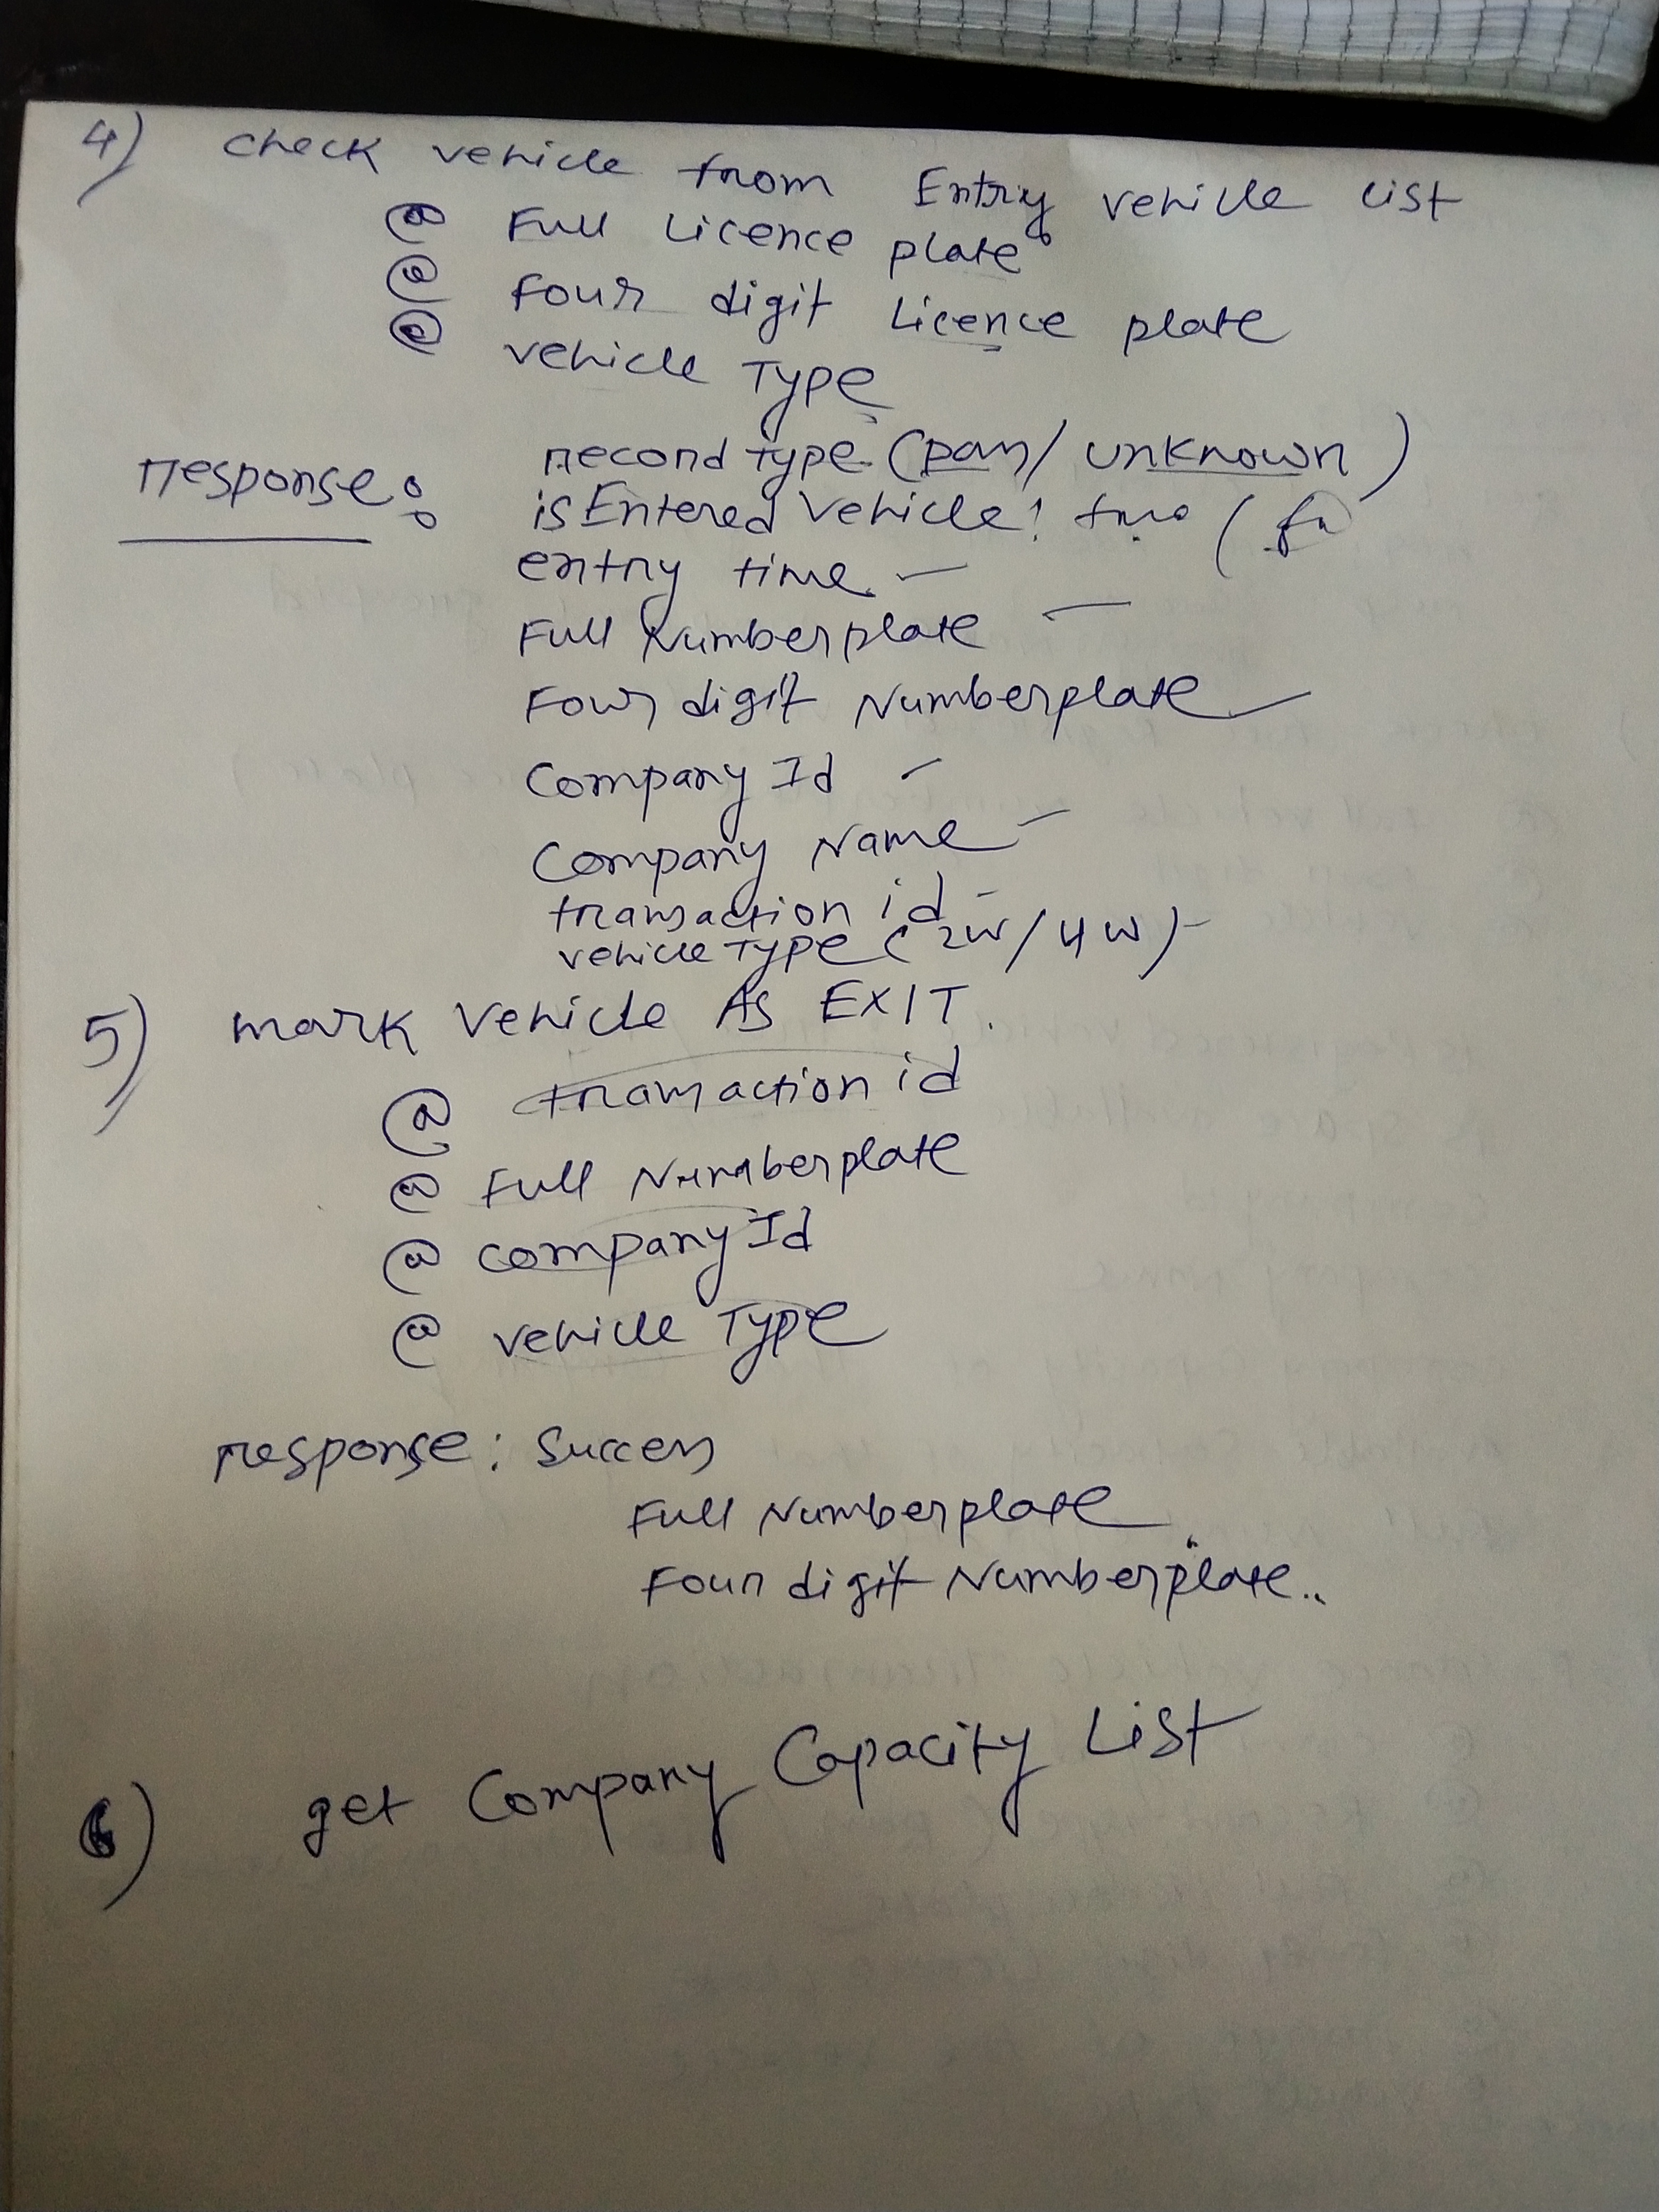 4) check vehicle from Entry vehicle list
@ Full Licence plate
@ four digit Licence plate
@ vehicle Type
response: record type (pass/ unknown)
isEntered vehicle! true (fa
entry time -
Full Numberplate -
Four digit Numberplate -
Company Id -
Company Name -
transaction id -
vehicle Type (2w/4w)-
5) mark vehicle As EXIT.
@ transaction id
@ Full Numberplate
@ company Id
@ vehicle Type
response: Success
Full Numberplate
Four digit Numberplate..
6) get Company Capacity List